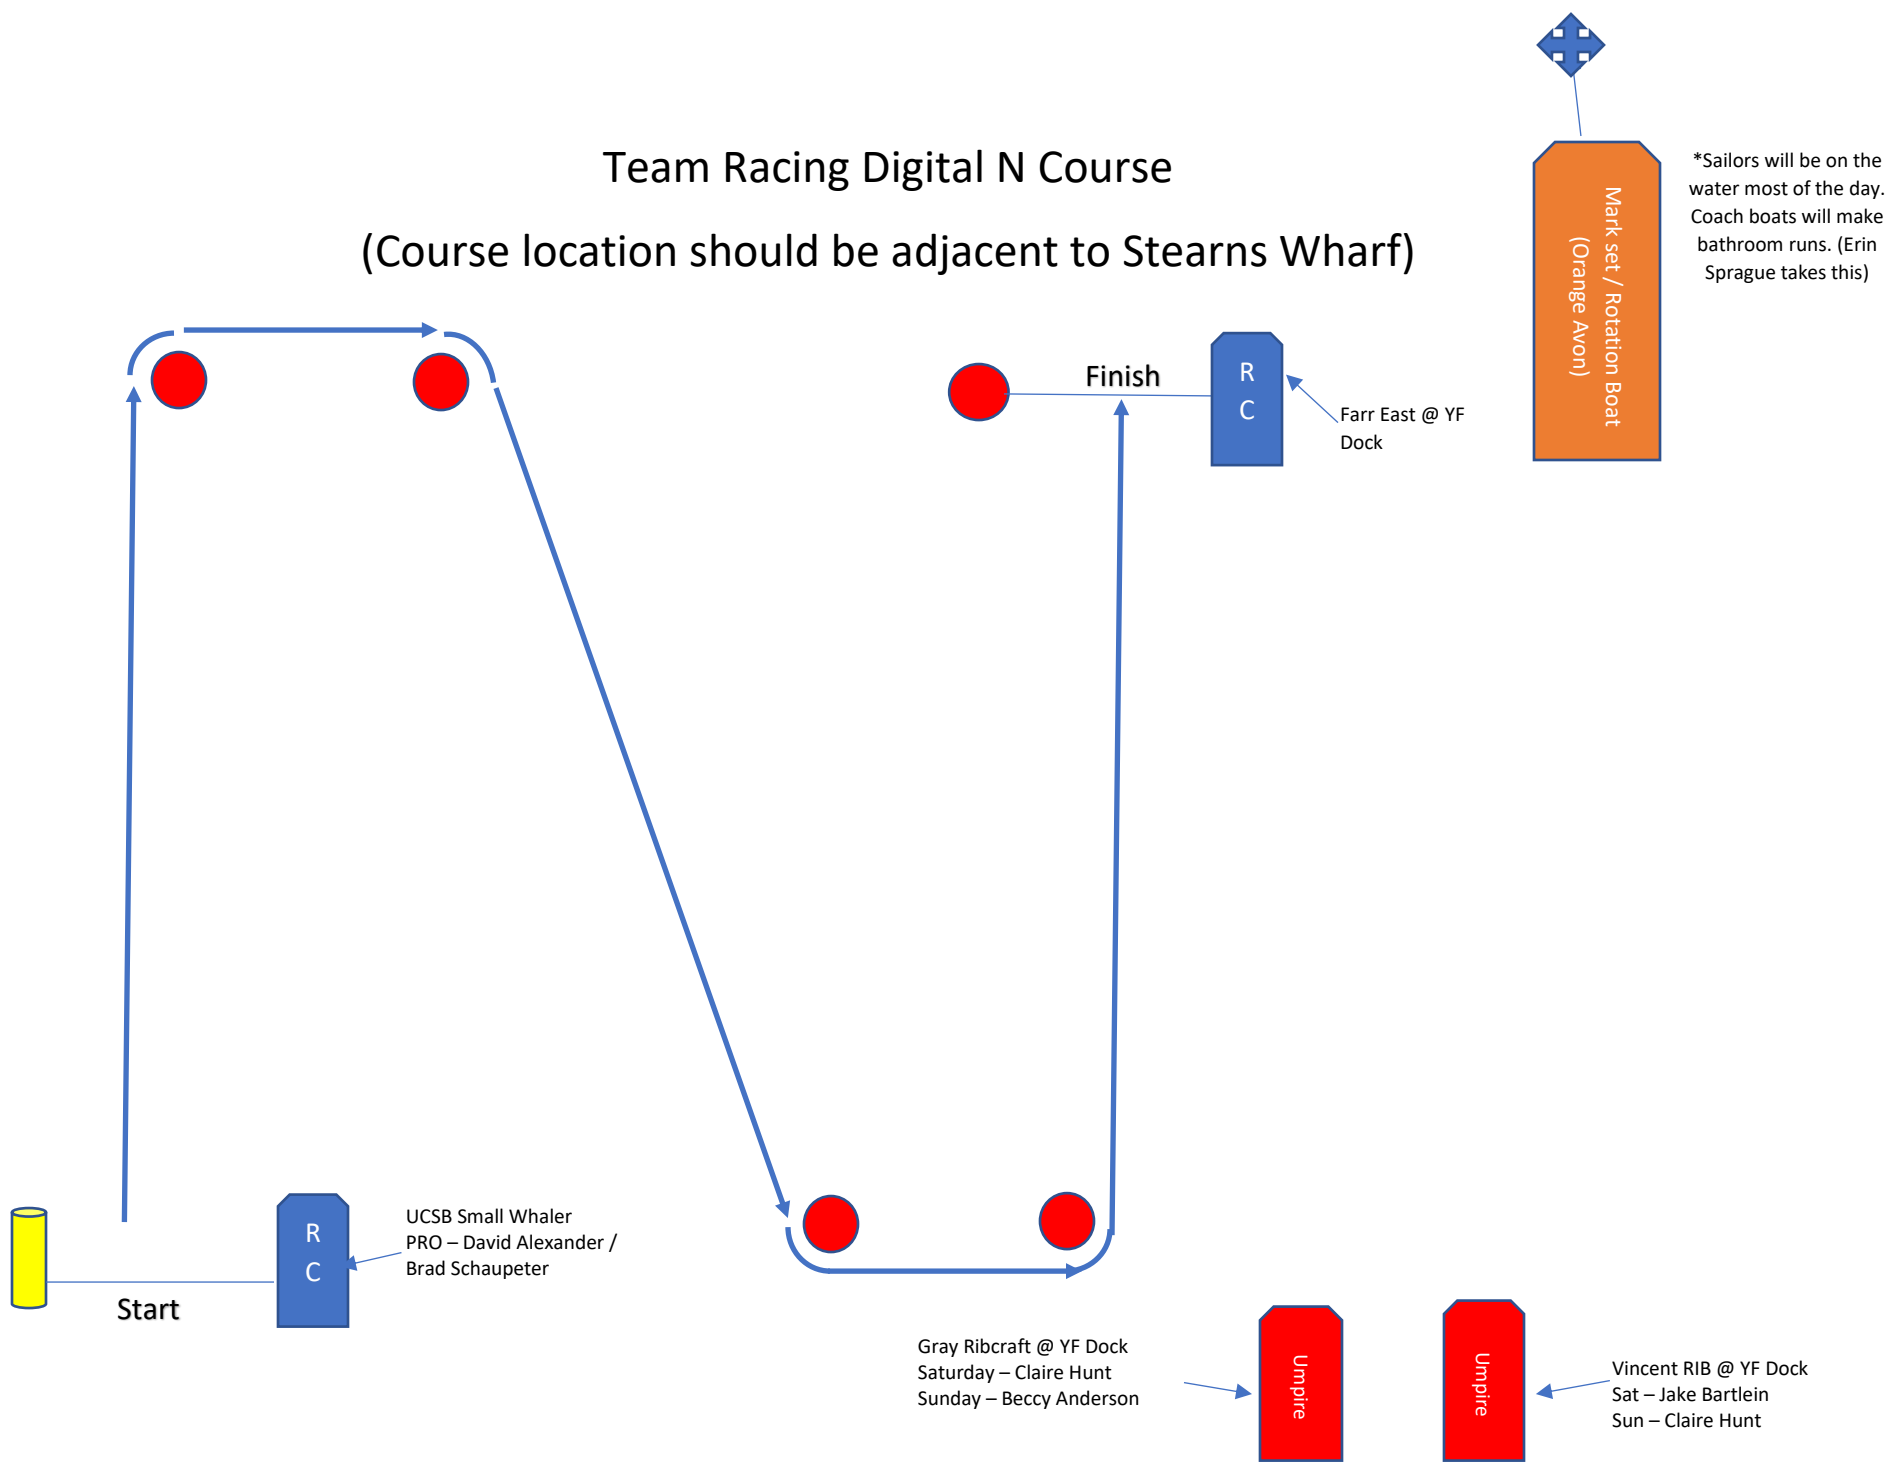 Team Racing Digital N Course
(Course location should be adjacent to Stearns Wharf)
Mark set / Rotation Boat
(Orange Avon)
*Sailors will be on the
water most of the day.
Coach boats will make
bathroom runs. (Erin
Sprague takes this)
Finish
R
C
Farr East @ YF
Dock
R
C
UCSB Small Whaler
PRO – David Alexander /
Brad Schaupeter
Start
Gray Ribcraft @ YF Dock
Saturday – Claire Hunt
Sunday – Beccy Anderson
Umpire
Umpire
Vincent RIB @ YF Dock
Sat – Jake Bartlein
Sun – Claire Hunt